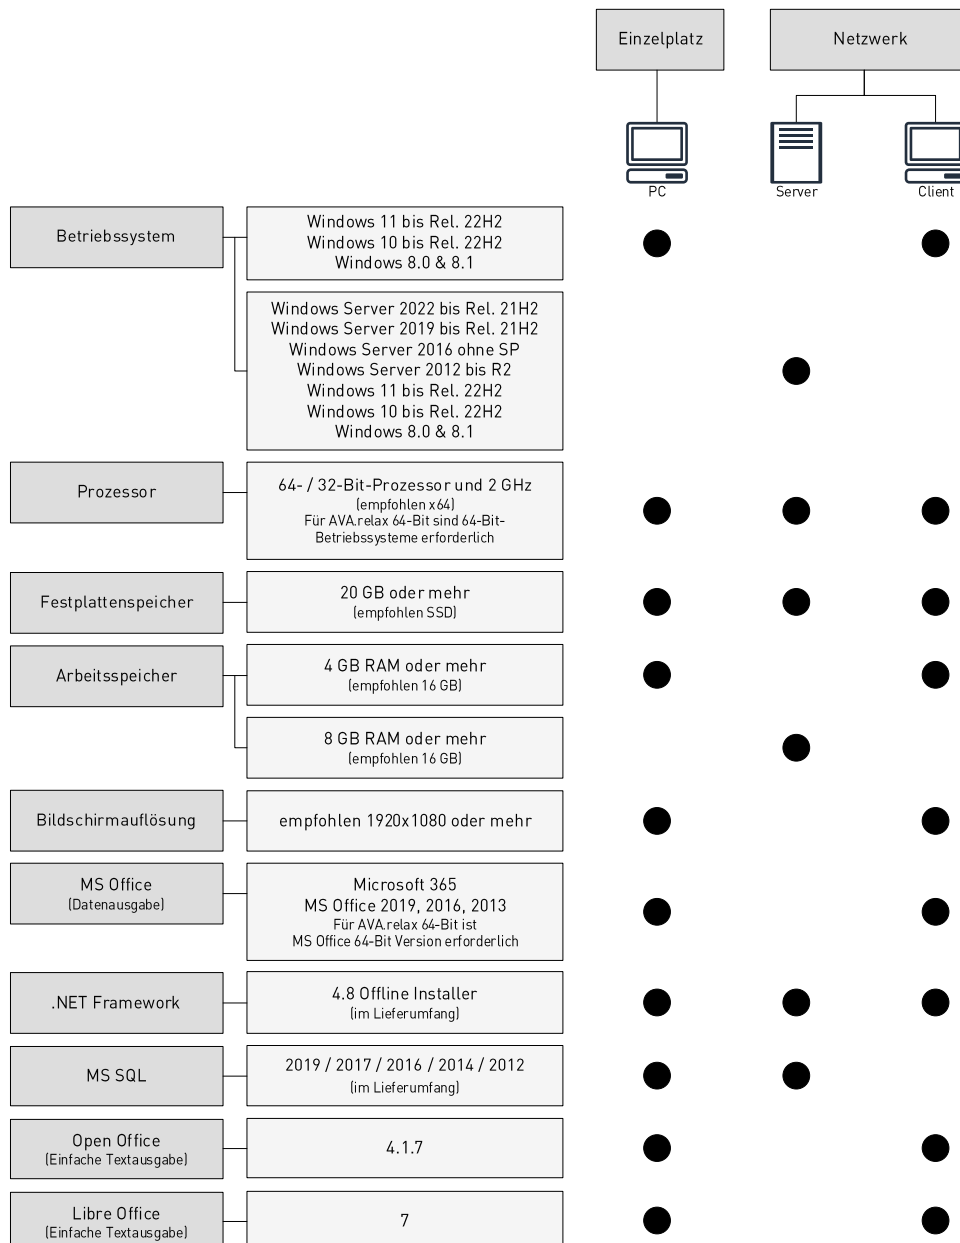 Einzelplatz
Netzwerk
PC
Server
Client
Betriebssystem
Windows 11 bis Rel. 22H2
Windows 10 bis Rel. 22H2
Windows 8.0 & 8.1
Windows Server 2022 bis Rel. 21H2
Windows Server 2019 bis Rel. 21H2
Windows Server 2016 ohne SP
Windows Server 2012 bis R2
Windows 11 bis Rel. 22H2
Windows 10 bis Rel. 22H2
Windows 8.0 & 8.1
Prozessor
64- / 32-Bit-Prozessor und 2 GHz
(empfohlen x64)
Für AVA.relax 64-Bit sind 64-Bit-
Betriebssysteme erforderlich
Festplattenspeicher
20 GB oder mehr
(empfohlen SSD)
Arbeitsspeicher
4 GB RAM oder mehr
(empfohlen 16 GB)
8 GB RAM oder mehr
(empfohlen 16 GB)
Bildschirmauflösung
empfohlen 1920x1080 oder mehr
MS Office
(Datenausgabe)
Microsoft 365
MS Office 2019, 2016, 2013
Für AVA.relax 64-Bit ist
MS Office 64-Bit Version erforderlich
.NET Framework
4.8 Offline Installer
(im Lieferumfang)
MS SQL
2019 / 2017 / 2016 / 2014 / 2012
(im Lieferumfang)
Open Office
(Einfache Textausgabe)
4.1.7
Libre Office
(Einfache Textausgabe)
7